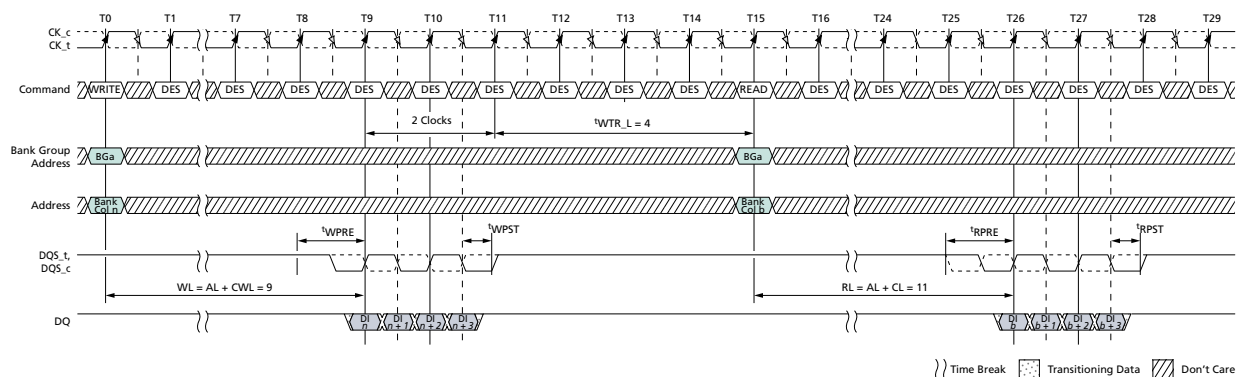 T0 T1 T7 T8 T9 T10 T11 T12 T13 T14 T15 T16 T24 T25 T26 T27 T28 T29
CK_c
CK_t
Command WRITE DES DES DES DES DES DES DES DES DES READ DES DES DES DES DES DES DES
2 Clocks tWTR_L = 4
Bank Group
Address
BGa BGa
Address
Bank
Col n
Bank
Col b
tWPRE tWPST tRPRE tRPST
DQS_t,
DQS_c
WL = AL + CWL = 9 RL = AL + CL = 11
DQ
DI
n
DI
n + 1
DI
n + 2
DI
n + 3
DI
b
DI
b + 1
DI
b + 2
DI
b + 3
Time Break Transitioning Data Don't Care